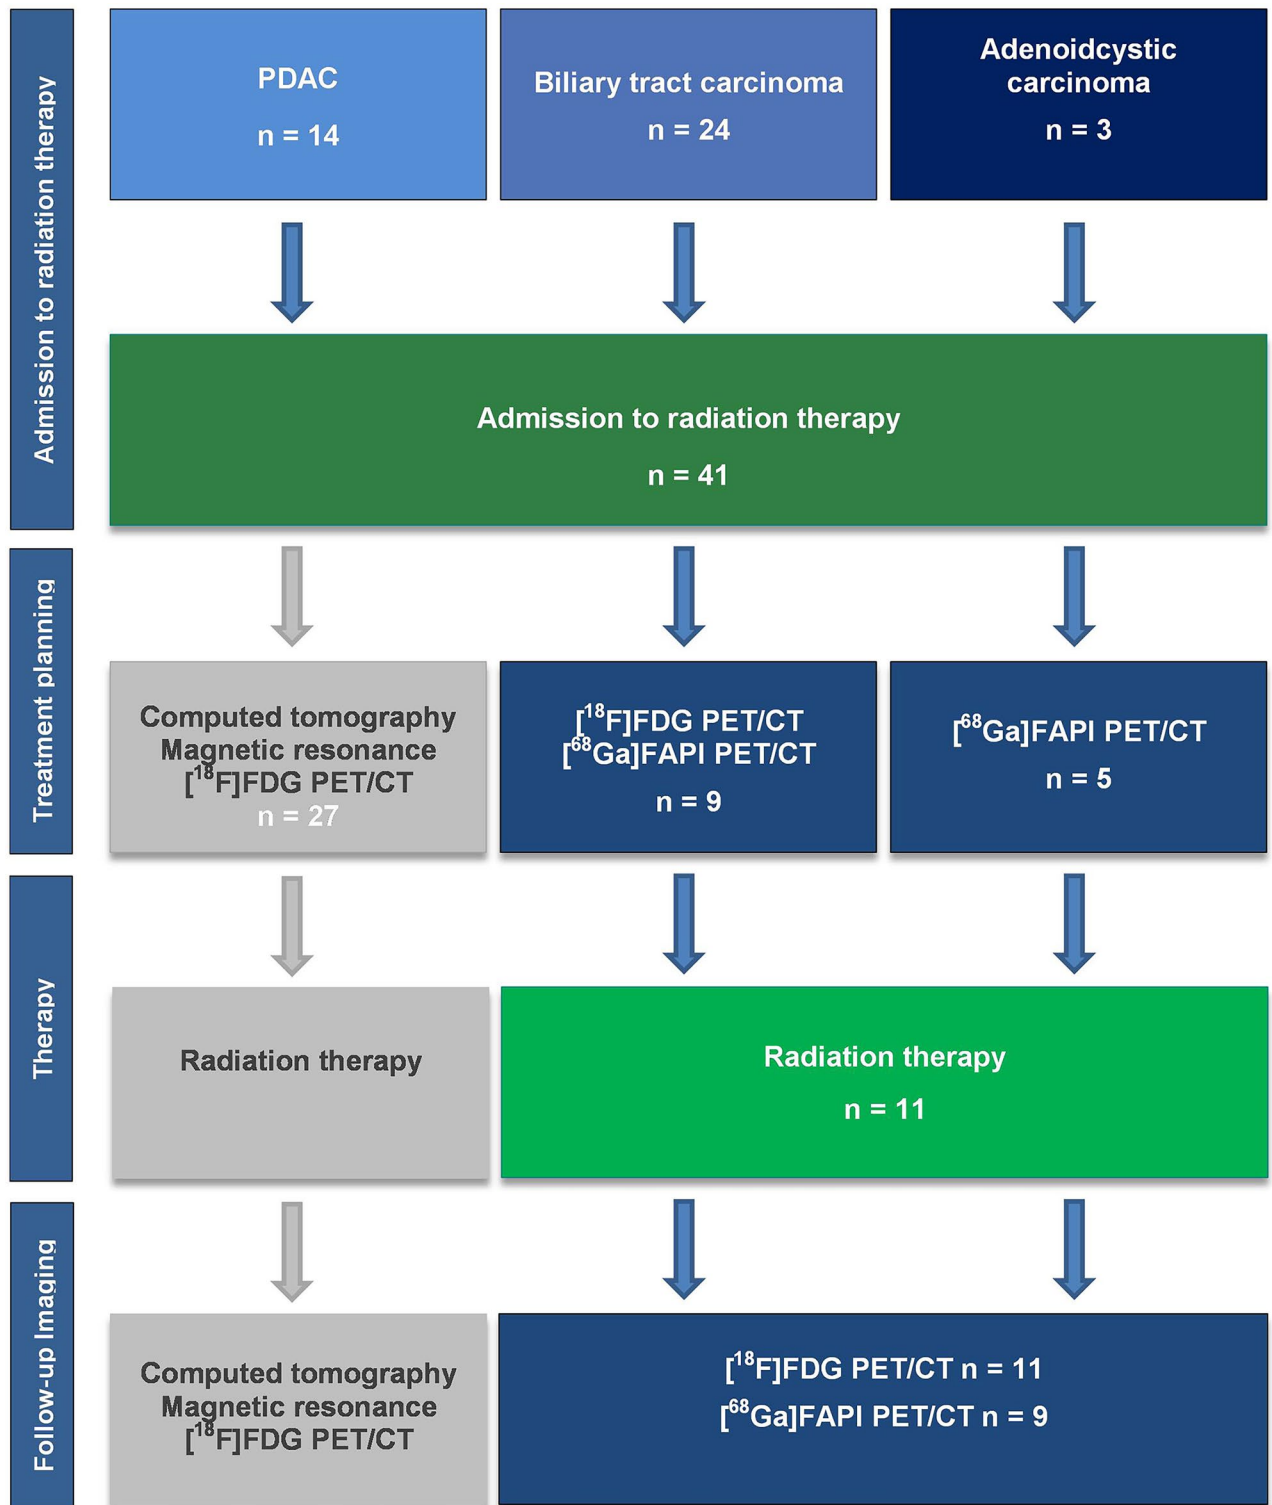 Admission to radiation therapy
PDAC
n = 14
Biliary tract carcinoma
n = 24
Adenoidcystic
carcinoma
n = 3
Admission to radiation therapy
n = 41
Treatment planning
Computed tomography
Magnetic resonance
[¹⁸F]FDG PET/CT
n = 27
[¹⁸F]FDG PET/CT
[⁶⁸Ga]FAPI PET/CT
n = 9
[⁶⁸Ga]FAPI PET/CT
n = 5
Therapy
Radiation therapy
Radiation therapy
n = 11
Follow-up Imaging
Computed tomography
Magnetic resonance
[¹⁸F]FDG PET/CT
[¹⁸F]FDG PET/CT n = 11
[⁶⁸Ga]FAPI PET/CT n = 9